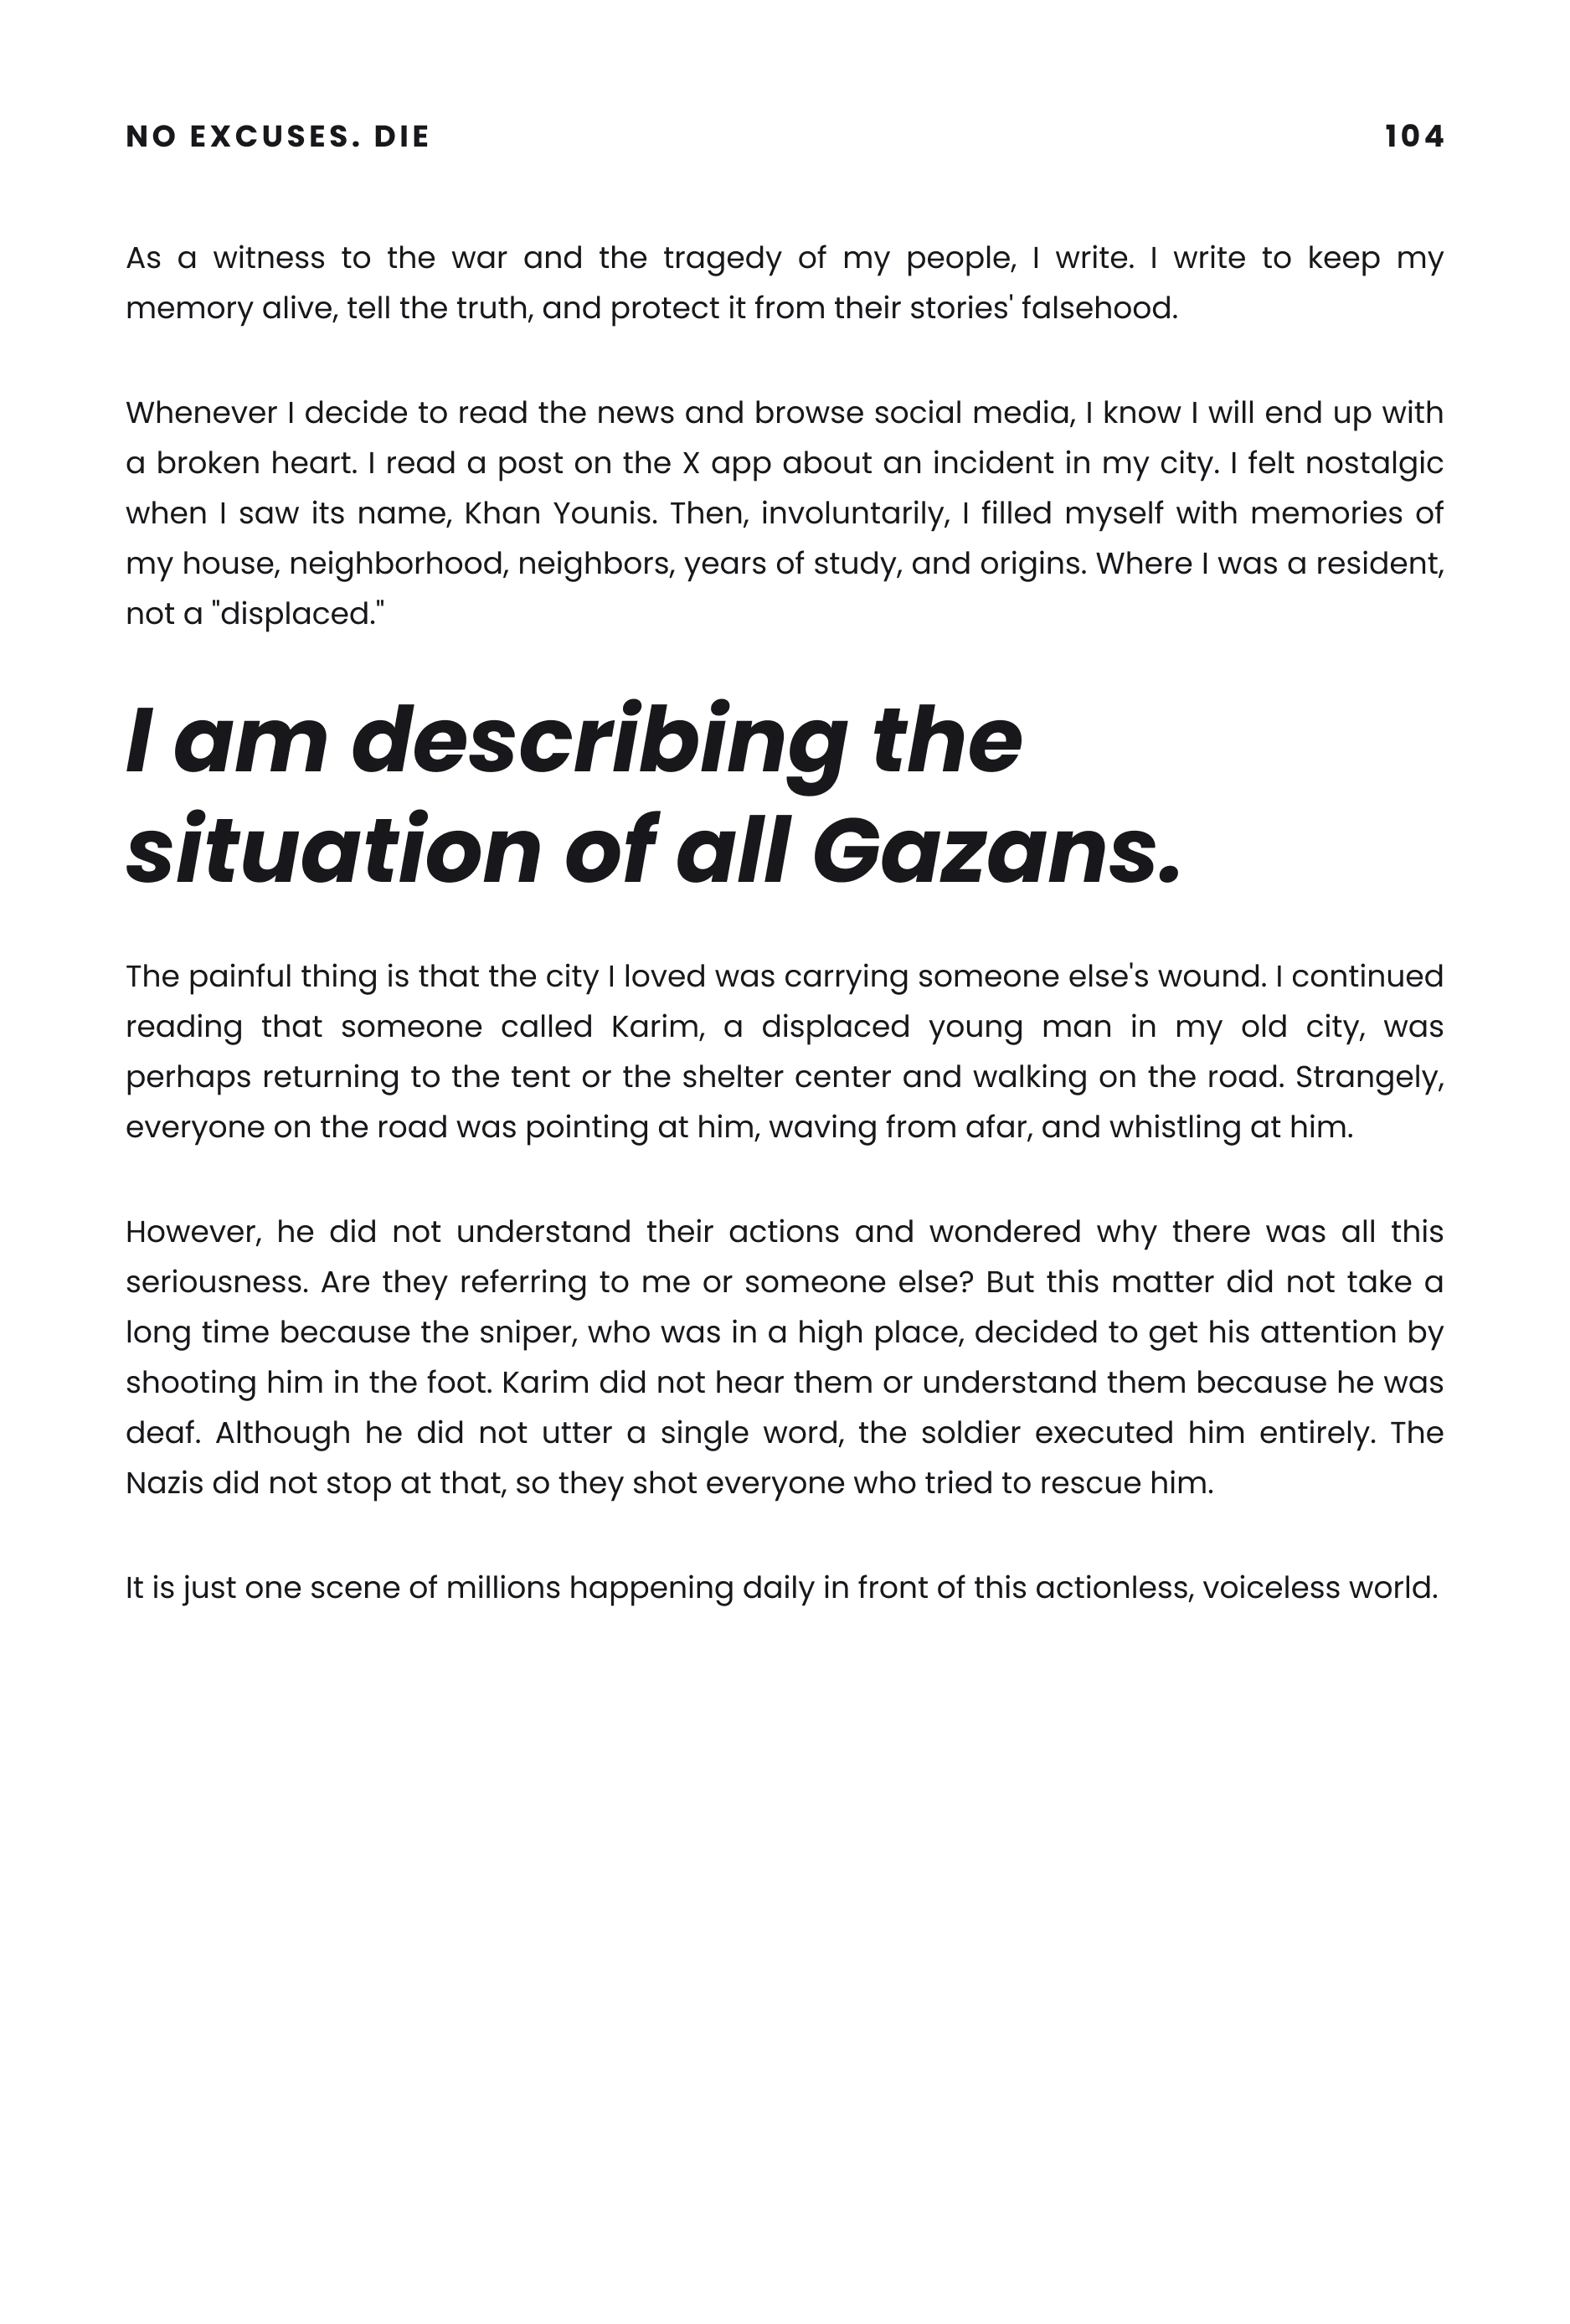 NO EXCUSES. DIE 104
As a witness to the war and the tragedy of my people, I write. I write to keep my
memory alive, tell the truth, and protect it from their stories' falsehood.
Whenever I decide to read the news and browse social media, I know I will end up with
a broken heart. I read a post on the X app about an incident in my city. I felt nostalgic
when I saw its name, Khan Younis. Then, involuntarily, I filled myself with memories of
my house, neighborhood, neighbors, years of study, and origins. Where I was a resident,
not a "displaced."
I am describing the
situation of all Gazans.
The painful thing is that the city I loved was carrying someone else's wound. I continued
reading that someone called Karim, a displaced young man in my old city, was
perhaps returning to the tent or the shelter center and walking on the road. Strangely,
everyone on the road was pointing at him, waving from afar, and whistling at him.
However, he did not understand their actions and wondered why there was all this
seriousness. Are they referring to me or someone else? But this matter did not take a
long time because the sniper, who was in a high place, decided to get his attention by
shooting him in the foot. Karim did not hear them or understand them because he was
deaf. Although he did not utter a single word, the soldier executed him entirely. The
Nazis did not stop at that, so they shot everyone who tried to rescue him.
It is just one scene of millions happening daily in front of this actionless, voiceless world.